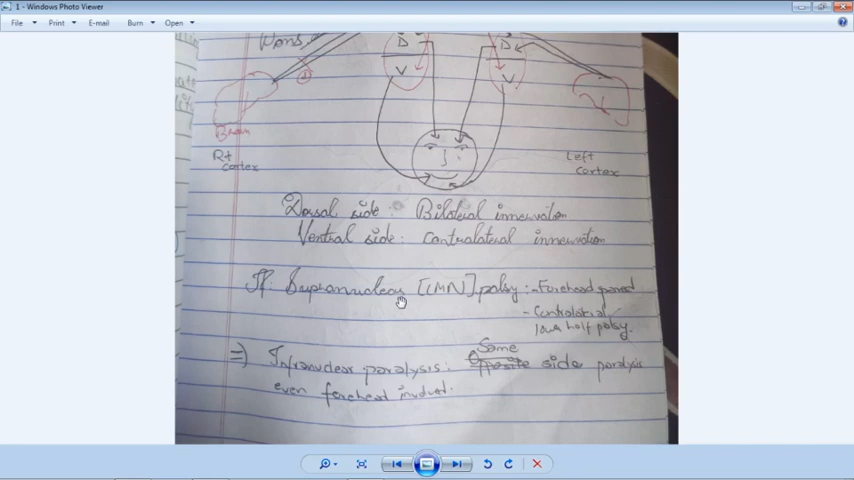 1 - Windows Photo Viewer
File Print E-mail Burn Open
D D
V V
1
Brain
Rt cortex
Left cortex
Dorsal side : Bilateral innervation
Ventral side : Contralateral innervation
If: Supranuclear [UMN] palsy : - Forehead spared
- Contralateral
lower half palsy.
=) Infranuclear paralysis: Same
Opposite side paralysis
even forehead involved.